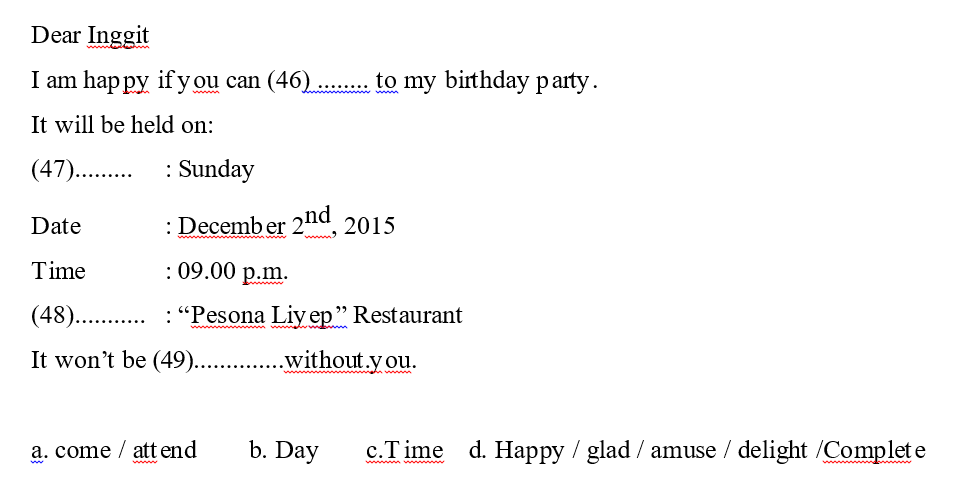 Dear Inggit
I am happy if you can (46) ........ to my birthday party.
It will be held on:
(47)......... : Sunday
Date : December 2nd, 2015
Time : 09.00 p.m.
(48)........... : “Pesona Liyep” Restaurant
It won’t be (49)..............without.you.
a. come / attend b. Day c.Time d. Happy / glad / amuse / delight /Complete